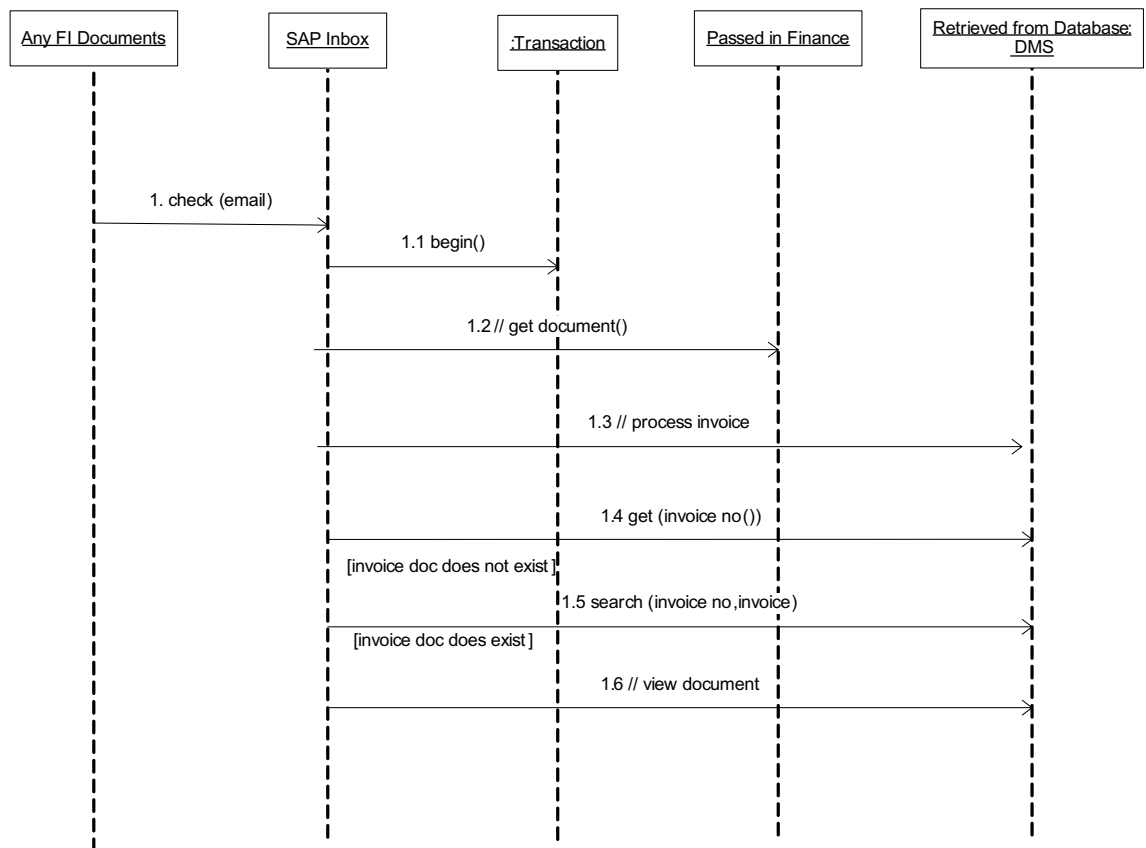 Any FI Documents
SAP Inbox
:Transaction
Passed in Finance
Retrieved from Database:
DMS
1. check (email)
1.1 begin()
1.2 // get document()
1.3 // process invoice
1.4 get (invoice no())
[invoice doc does not exist]
1.5 search (invoice no,invoice)
[invoice doc does exist]
1.6 // view document